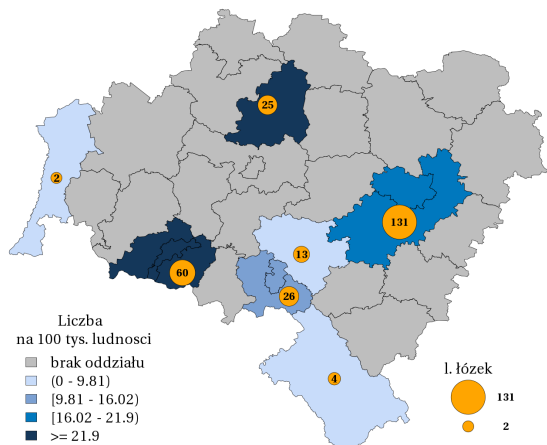 25
2
131
13
60
26
4
Liczba
na 100 tys. ludnosci
brak oddziału
(0 - 9.81)
[9.81 - 16.02)
[16.02 - 21.9)
>= 21.9
l. łózek
131
2